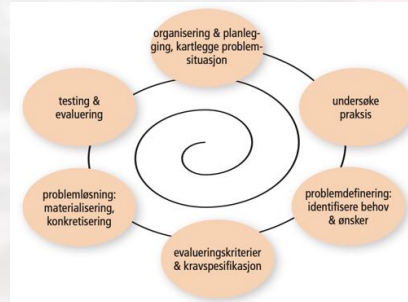 organisering & planleg-
ging, kartlegge problem-
situasjon
undersøke
praksis
problemdefinering:
identifisere behov
& ønsker
evalueringskriterier
& kravspesifikasjon
problemløsning:
materialisering,
konkretisering
testing &
evaluering